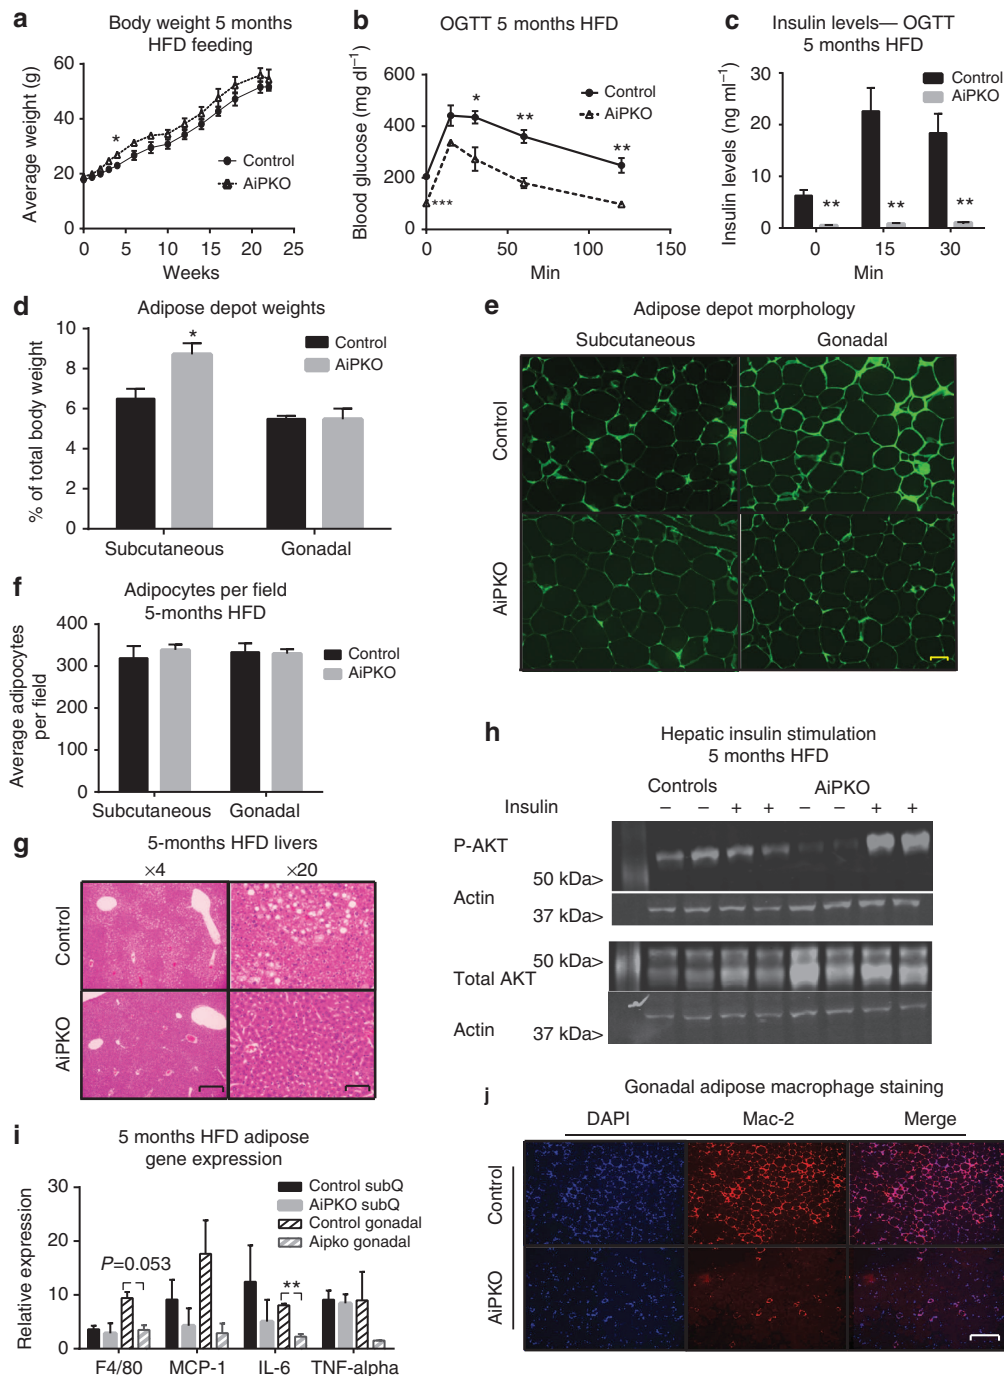 a
Body weight 5 months
HFD feeding
Average weight (g)
60
40
20
0
*
Control
AiPKO
0 5 10 15 20 25
Weeks
b
OGTT 5 months HFD
Blood glucose (mg dl⁻¹)
600
400
200
0
*
**
**
***
Control
AiPKO
0 50 100 150
Min
c
Insulin levels— OGTT
5 months HFD
Insulin levels (ng ml⁻¹)
30
20
10
0
Control
AiPKO
** ** **
0 15 30
Min
d
Adipose depot weights
% of total body weight
10
8
6
4
2
0
*
Control
AiPKO
Subcutaneous Gonadal
e
Adipose depot morphology
Subcutaneous Gonadal
Control
AiPKO
f
Adipocytes per field
5-months HFD
Average adipocytes
per field
400
300
200
100
0
Control
AiPKO
Subcutaneous Gonadal
g
5-months HFD livers
×4 ×20
Control
AiPKO
h
Hepatic insulin stimulation
5 months HFD
Controls AiPKO
Insulin − − + + − − + +
P-AKT
50 kDa>
Actin
37 kDa>
50 kDa>
Total AKT
Actin
37 kDa>
i
5 months HFD adipose
gene expression
Relative expression
30
20
10
0
Control subQ
AiPKO subQ
Control gonadal
Aipko gonadal
P=0.053
**
F4/80 MCP-1 IL-6 TNF-alpha
j
Gonadal adipose macrophage staining
DAPI Mac-2 Merge
Control
AiPKO